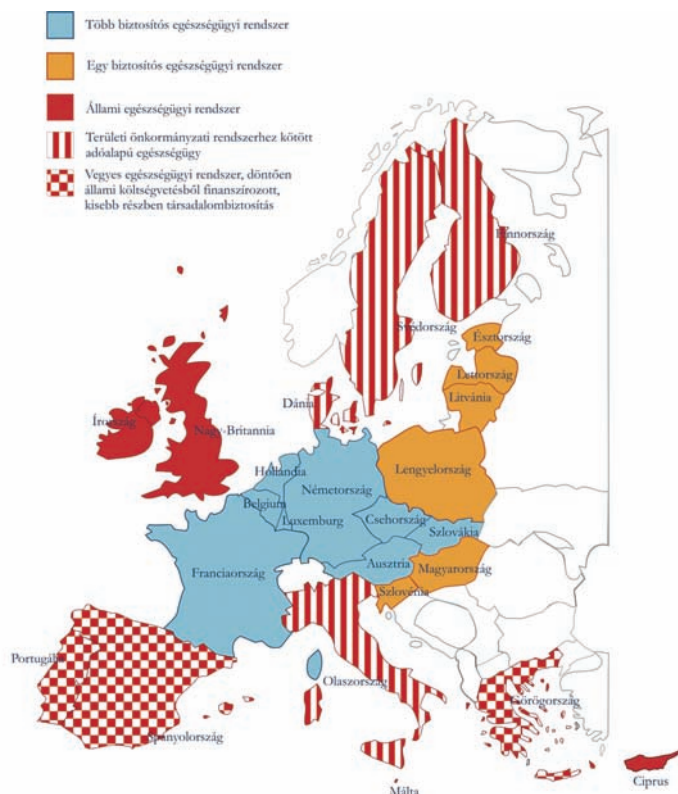 Több biztosítós egészségügyi rendszer
Egy biztosítós egészségügyi rendszer
Állami egészségügyi rendszer
Területi önkormányzati rendszerhez kötött
adóalapú egészségügy
Vegyes egészségügyi rendszer, döntően
állami költségvetésből finanszírozott,
kisebb részben társadalombiztosítás
Finnország
Svédország
Észtország
Lettország
Litvánia
Dánia
Írország
Nagy-Britannia
Hollandia
Németország
Lengyelország
Belgium
Luxemburg
Csehország
Szlovákia
Ausztria
Magyarország
Franciaország
Szlovénia
Portugália
Olaszország
Görögország
Spanyolország
Málta
Ciprus